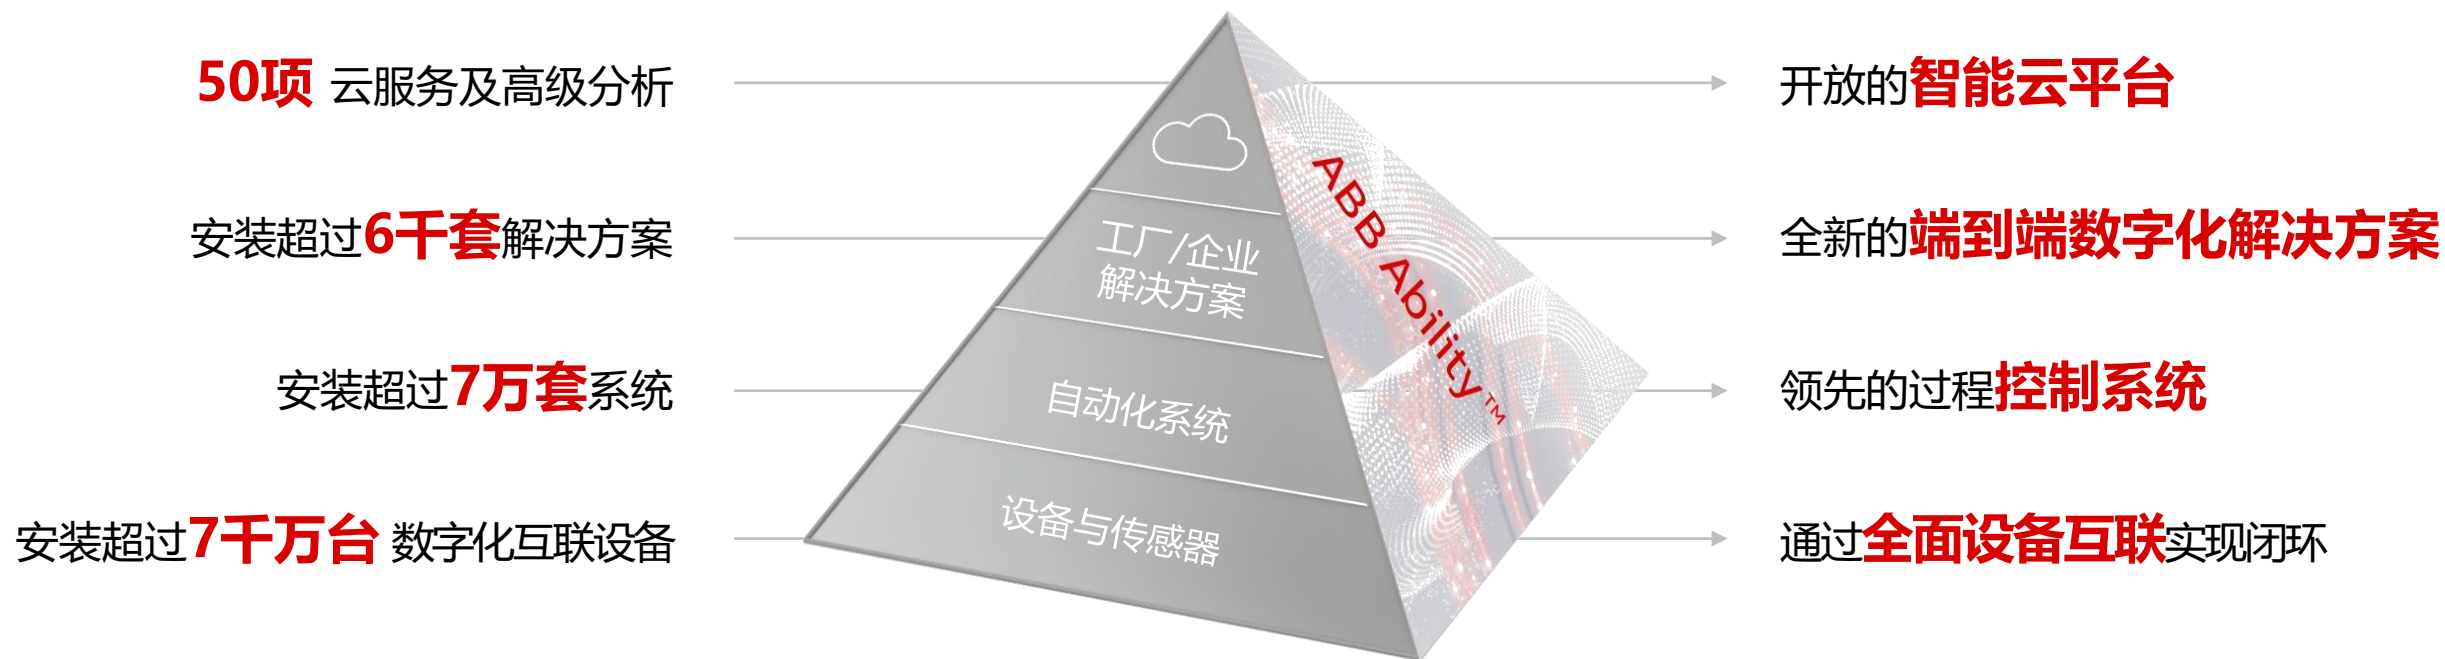 50项 云服务及高级分析
开放的智能云平台
安装超过6千套解决方案
工厂/企业
解决方案
全新的端到端数字化解决方案
安装超过7万套系统
自动化系统
领先的过程控制系统
安装超过7千万台 数字化互联设备
设备与传感器
通过全面设备互联实现闭环
ABB Ability™